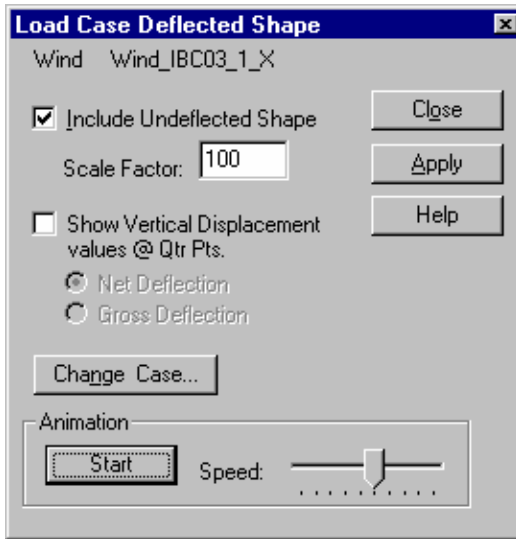 Load Case Deflected Shape
Wind Wind_IBC03_1_X
Include Undeflected Shape
Close
Scale Factor: 100
Apply
Show Vertical Displacement
values @ Qtr Pts.
Help
Net Deflection
Gross Deflection
Change Case...
Animation
Start Speed: